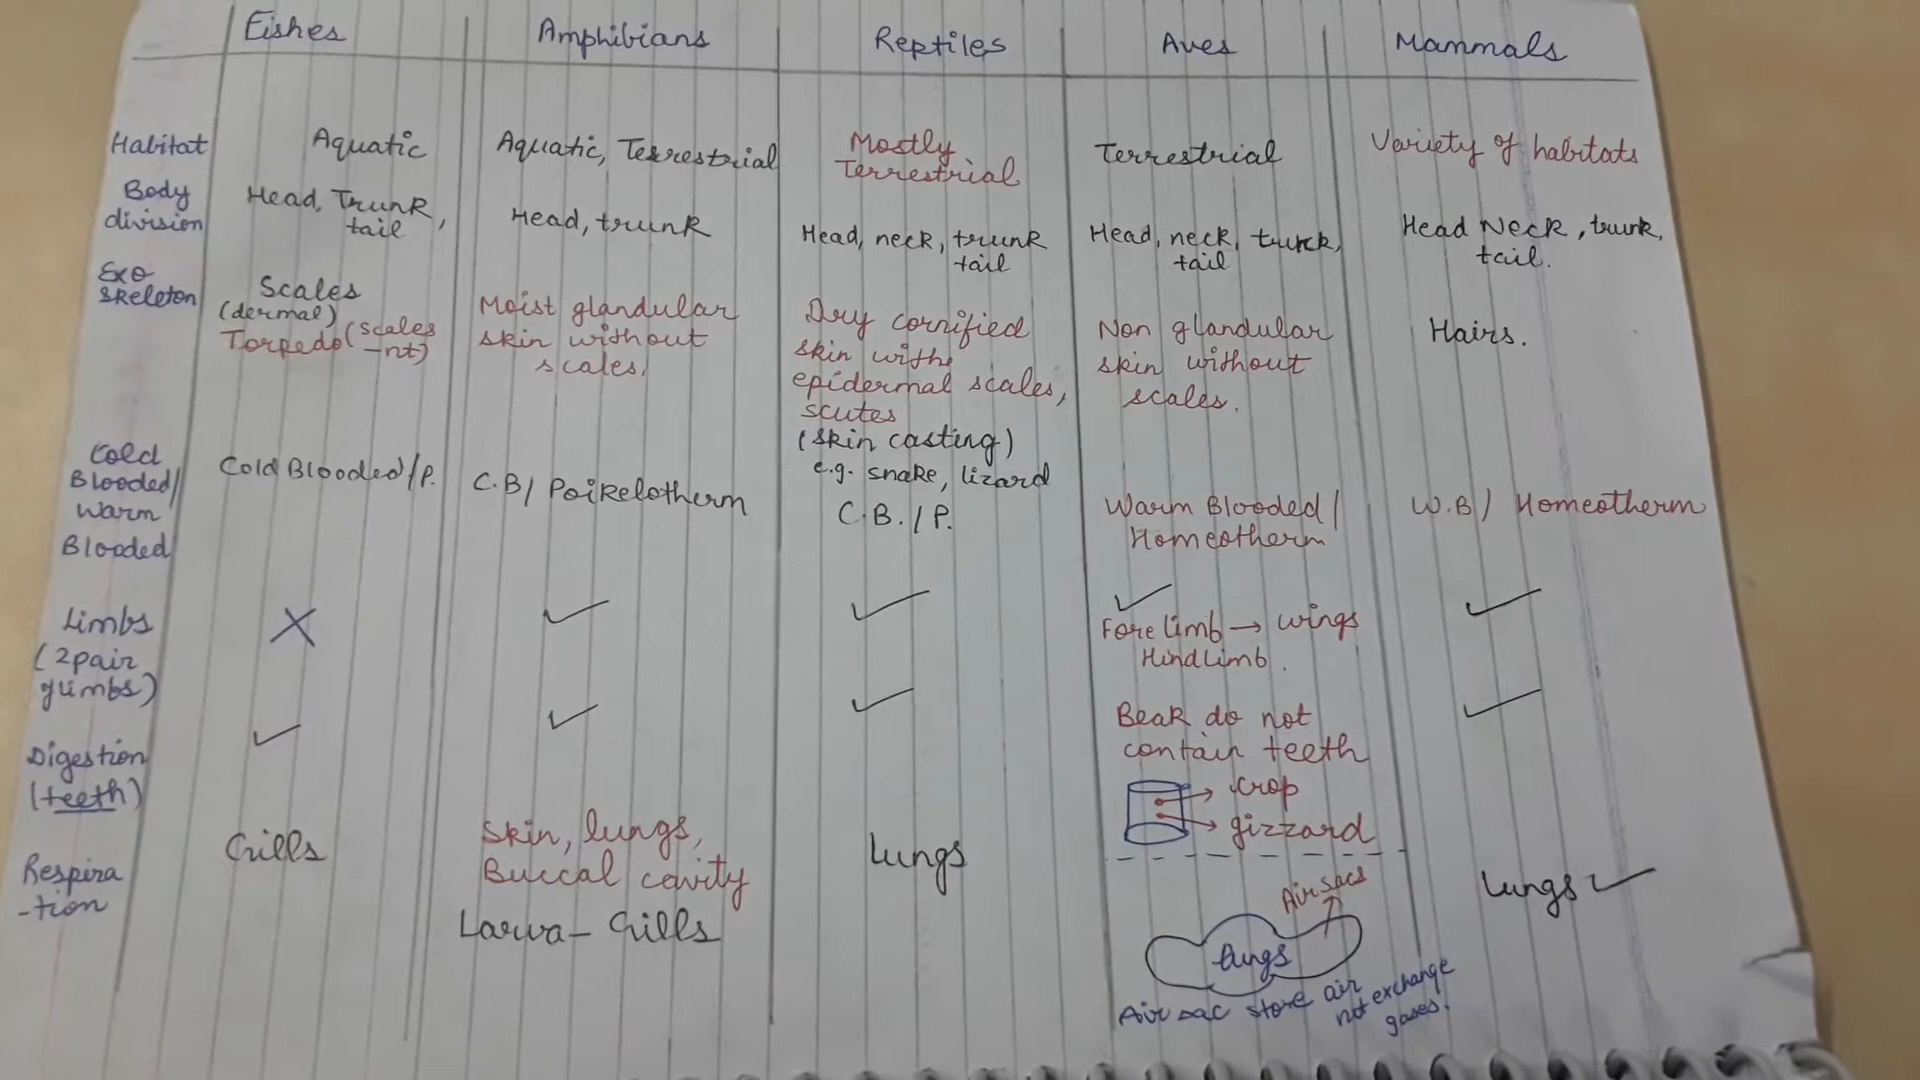 Fishes Amphibians Reptiles Aves Mammals
Habitat Aquatic Aquatic, Terrestrial Mostly Terrestrial Terrestrial Variety of habitats
Body division
Head, Trunk, tail
Head, trunk
Head, neck, trunk tail
Head, neck, trunk, tail
Head Neck, trunk, tail.
Exo skeleton
Scales
(dermal)
Torpedo (scales
-nt)
Moist glandular
skin without
scales,
Dry cornified
skin with
epidermal scales,
scutes
(skin casting)
e.g. snake, lizard
Non glandular
skin without
scales.
Hairs.
Cold
Blooded/
Warm
Blooded
Cold Blooded/P.
C.B/ Poikelotherm
C.B./P.
Warm Blooded/
Homeotherm
W.B/ Homeotherm
Limbs
(2pair
limbs)
X ✓ ✓ ✓
Fore limb → wings
Hindlimb.
✓
Digestion
(teeth)
✓ ✓ ✓
Beak do not
contain teeth
→ crop
→ gizzard
✓
Respira
-tion
Gills
Skin, lungs,
Buccal cavity
Larva - Gills
Lungs
Air sacs
lungs
Air sac store air
not exchange
gases.
Lungs ✓